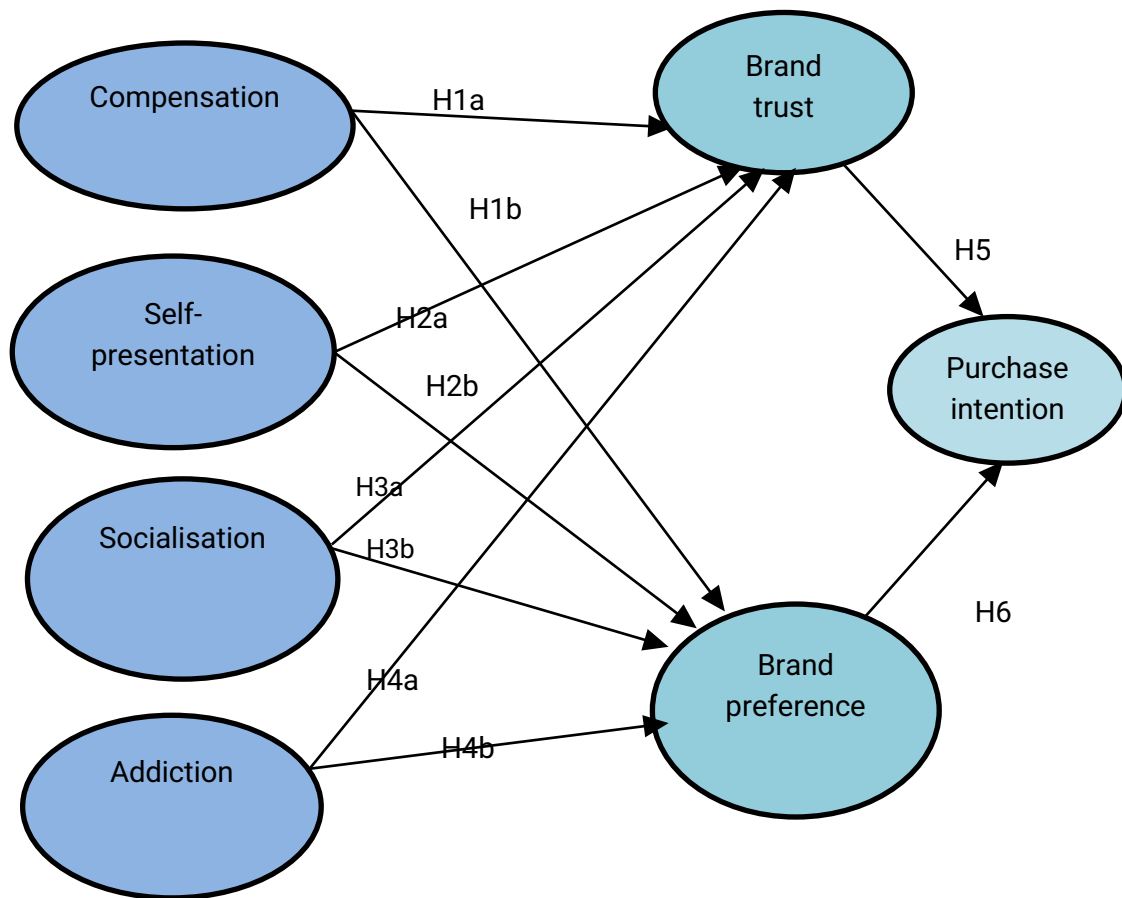 Compensation
H1a
Brand
trust
H1b
H5
Self-
presentation
H2a
H2b
Purchase
intention
H3a
Socialisation
H3b
H6
Brand
preference
H4a
Addiction
H4b